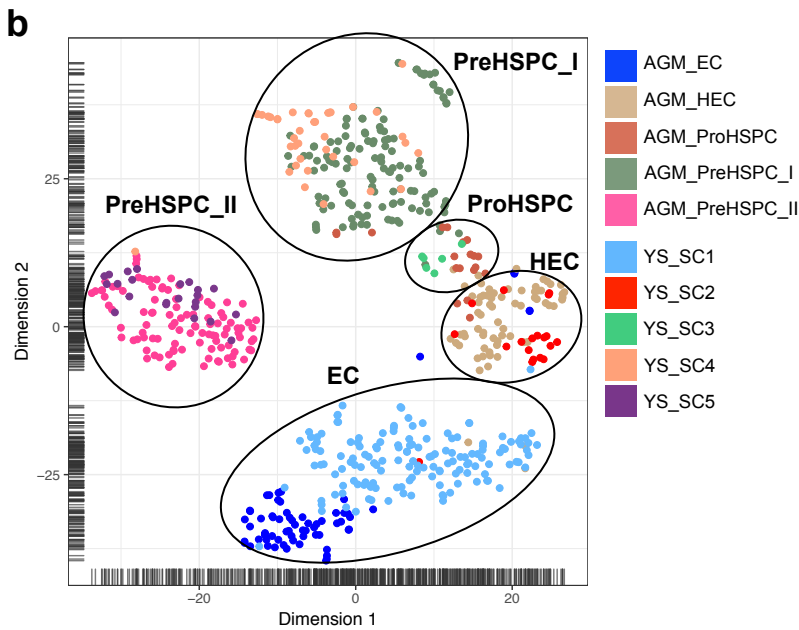 b
PreHSPC_I
PreHSPC_II
ProHSPC
HEC
EC
25
0
−25
Dimension 2
−20
0
20
Dimension 1
AGM_EC
AGM_HEC
AGM_ProHSPC
AGM_PreHSPC_I
AGM_PreHSPC_II
YS_SC1
YS_SC2
YS_SC3
YS_SC4
YS_SC5